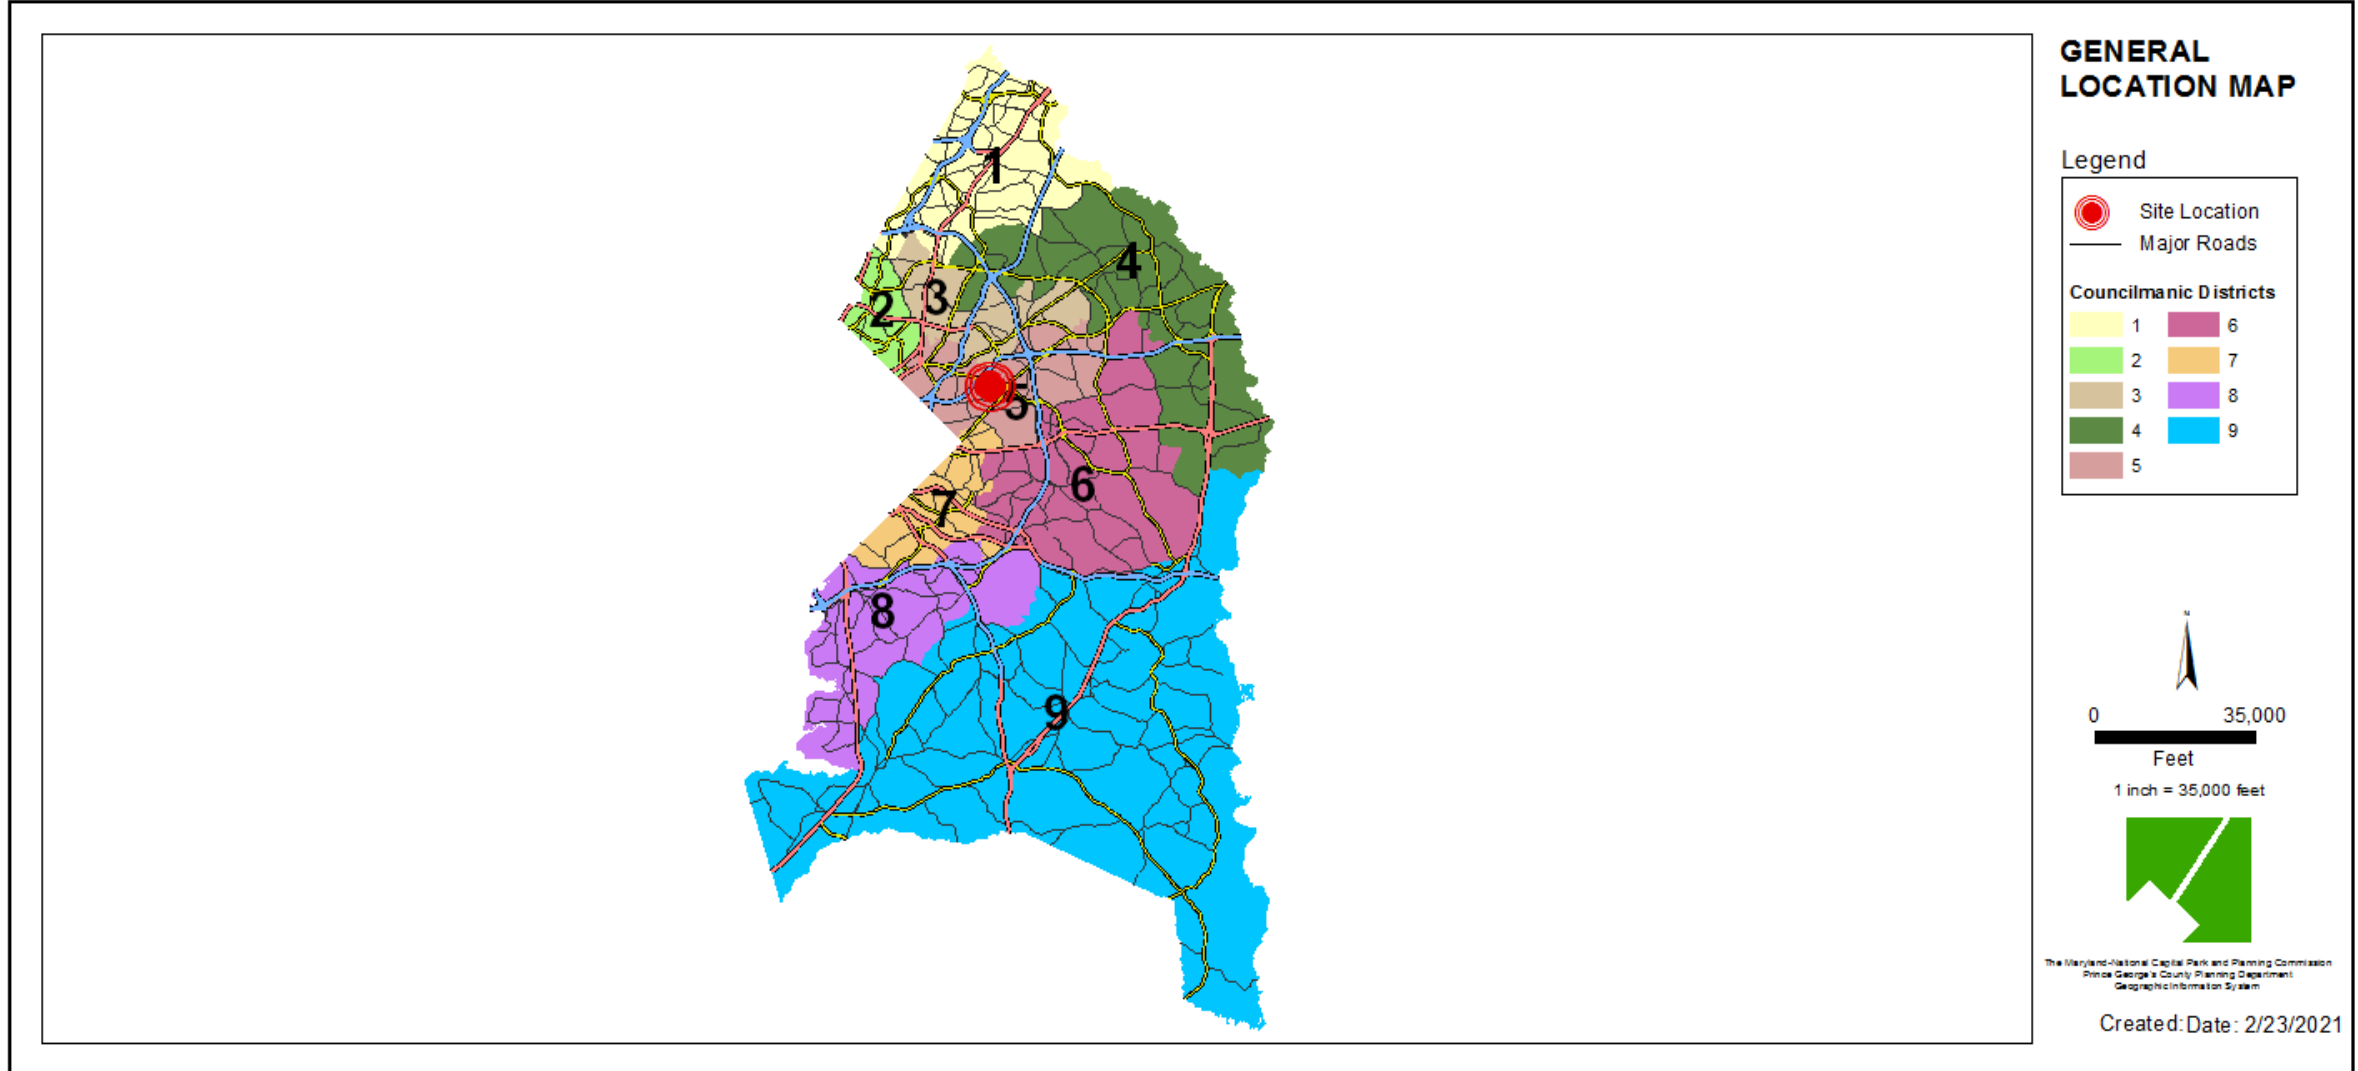 GENERAL
LOCATION MAP
Legend
Site Location
Major Roads
Councilmanic Districts
1 6
2 7
3 8
4 9
5
1
4
3
2
5
6
7
8
9
N
0 35,000
Feet
1 inch = 35,000 feet
The Maryland-National Capital Park and Planning Commission
Prince George's County Planning Department
Geographic Information System
Created: Date: 2/23/2021